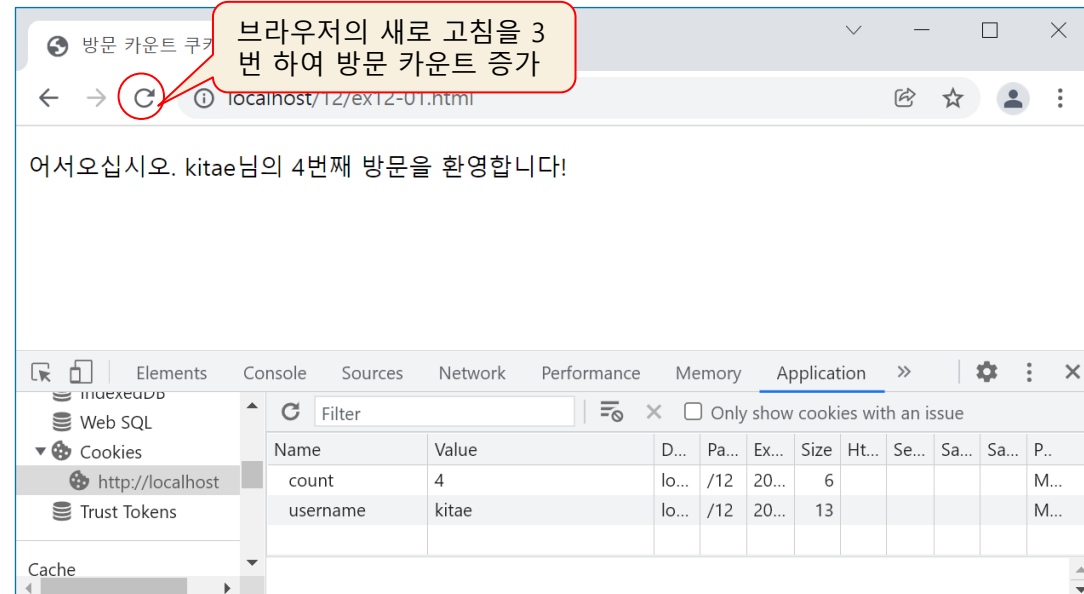 브라우저의 새로 고침을 3
번 하여 방문 카운트 증가
방문 카운트 쿠키
localhost/12/ex12-01.html
어서오십시오. kitae님의 4번째 방문을 환영합니다!
Elements Console Sources Network Performance Memory Application
IndexedDB
Filter Only show cookies with an issue
Web SQL
Cookies
http://localhost
Trust Tokens
Cache
Name Value D... Pa... Ex... Size Ht... Se... Sa... Sa... P..
count 4 lo... /12 20... 6 M...
username kitae lo... /12 20... 13 M...